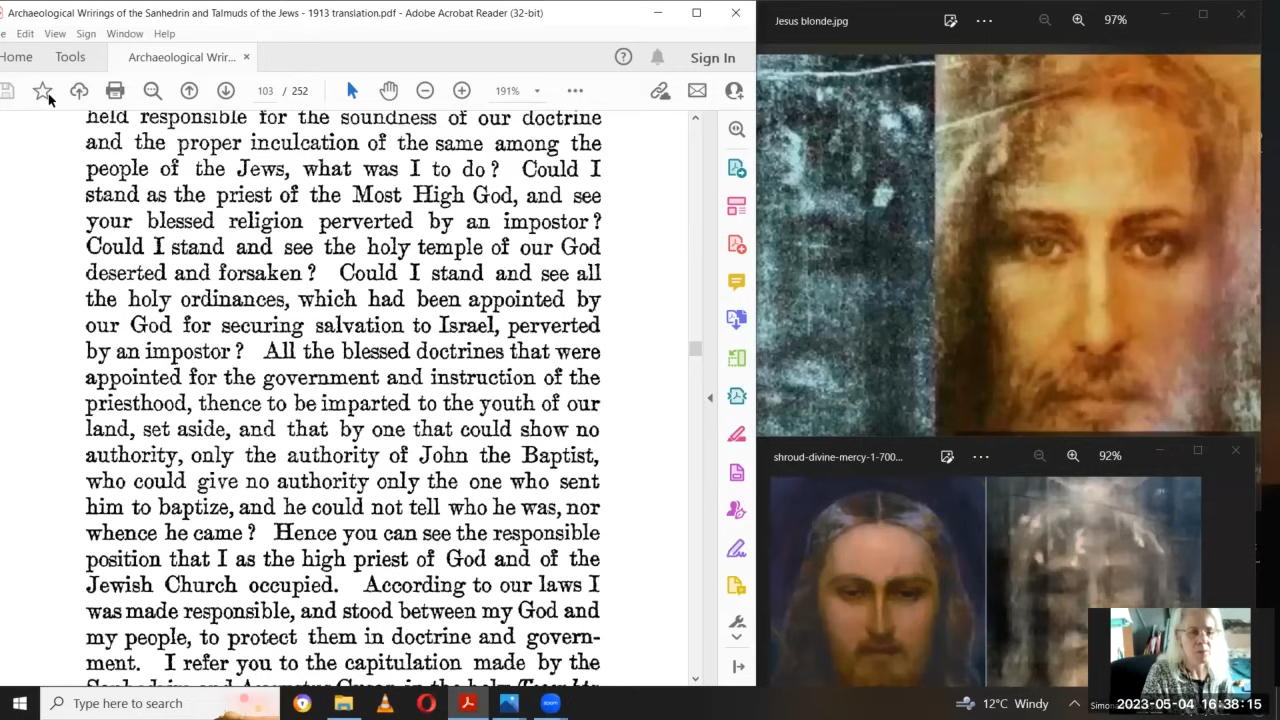 Archaeological Wrirings of the Sanhedrin and Talmuds of the Jews - 1913 translation.pdf - Adobe Acrobat Reader (32-bit)
e Edit View Sign Window Help
Home Tools Archaeological Wrir... × Sign In
103 / 252 191%
held responsible for the soundness of our doctrine
and the proper inculcation of the same among the
people of the Jews, what was I to do? Could I
stand as the priest of the Most High God, and see
your blessed religion perverted by an impostor?
Could I stand and see the holy temple of our God
deserted and forsaken? Could I stand and see all
the holy ordinances, which had been appointed by
our God for securing salvation to Israel, perverted
by an impostor? All the blessed doctrines that were
appointed for the government and instruction of the
priesthood, thence to be imparted to the youth of our
land, set aside, and that by one that could show no
authority, only the authority of John the Baptist,
who could give no authority only the one who sent
him to baptize, and he could not tell who he was, nor
whence he came? Hence you can see the responsible
position that I as the high priest of God and of the
Jewish Church occupied. According to our laws I
was made responsible, and stood between my God and
my people, to protect them in doctrine and govern-
ment. I refer you to the capitulation made by the
Jesus blonde.jpg 97%
shroud-divine-mercy-1-700... 92%
Type here to search
zoom
12°C Windy
Simon
2023-05-04 16:38:15